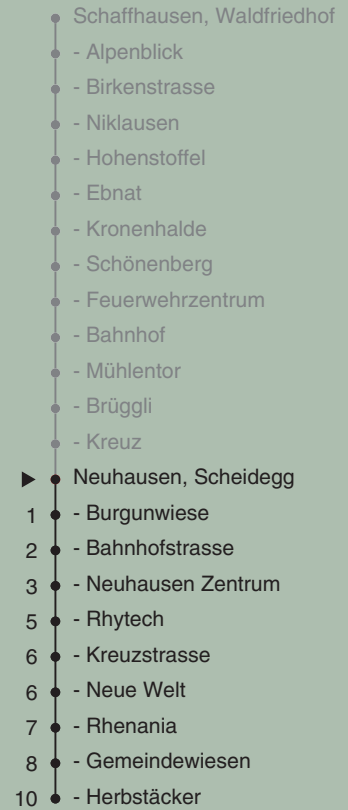 Schaffhausen, Waldfriedhof
- Alpenblick
- Birkenstrasse
- Niklausen
- Hohenstoffel
- Ebnat
- Kronenhalde
- Schönenberg
- Feuerwehrzentrum
- Bahnhof
- Mühlentor
- Brüggli
- Kreuz
Neuhausen, Scheidegg
1 - Burgunwiese
2 - Bahnhofstrasse
3 - Neuhausen Zentrum
5 - Rhytech
6 - Kreuzstrasse
6 - Neue Welt
7 - Rhenania
8 - Gemeindewiesen
10 - Herbstäcker